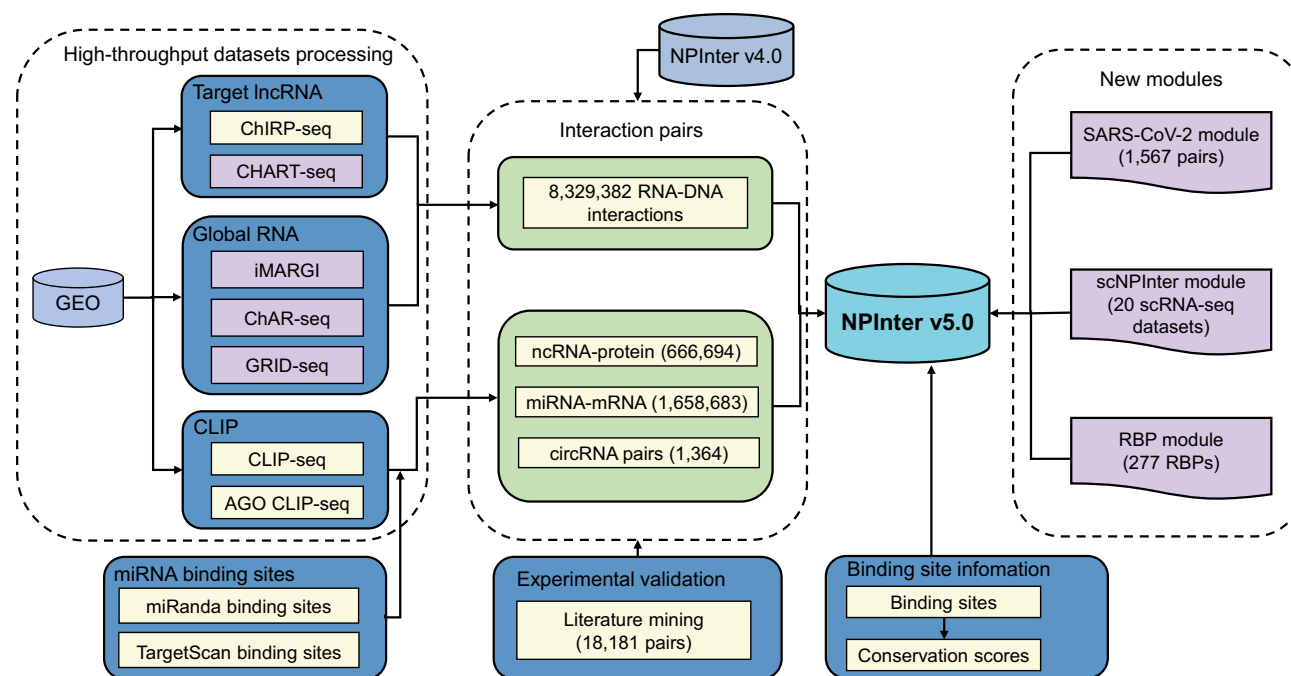 High-throughput datasets processing
Target lncRNA
ChIRP-seq
CHART-seq
Global RNA
iMARGI
ChAR-seq
GRID-seq
GEO
CLIP
CLIP-seq
AGO CLIP-seq
miRNA binding sites
miRanda binding sites
TargetScan binding sites
NPInter v4.0
Interaction pairs
8,329,382 RNA-DNA
interactions
ncRNA-protein (666,694)
miRNA-mRNA (1,658,683)
circRNA pairs (1,364)
Experimental validation
Literature mining
(18,181 pairs)
NPInter v5.0
Binding site infomation
Binding sites
Conservation scores
New modules
SARS-CoV-2 module
(1,567 pairs)
scNPInter module
(20 scRNA-seq
datasets)
RBP module
(277 RBPs)